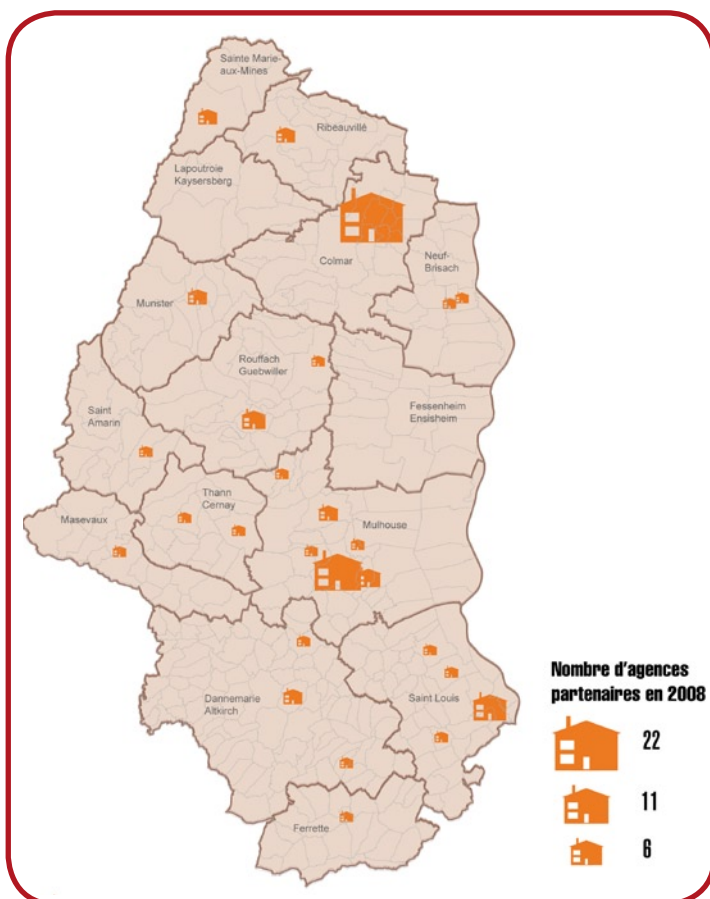 Sainte Marie-
aux-Mines
Ribeauvillé
Lapoutroie
Kaysersberg
Colmar
Neuf-
Brisach
Munster
Rouffach
Guebwiller
Fessenheim
Ensisheim
Saint
Amarin
Thann
Cernay
Masevaux
Mulhouse
Dannemarie
Altkirch
Saint Louis
Ferrette
Nombre d'agences
partenaires en 2008
22
11
6